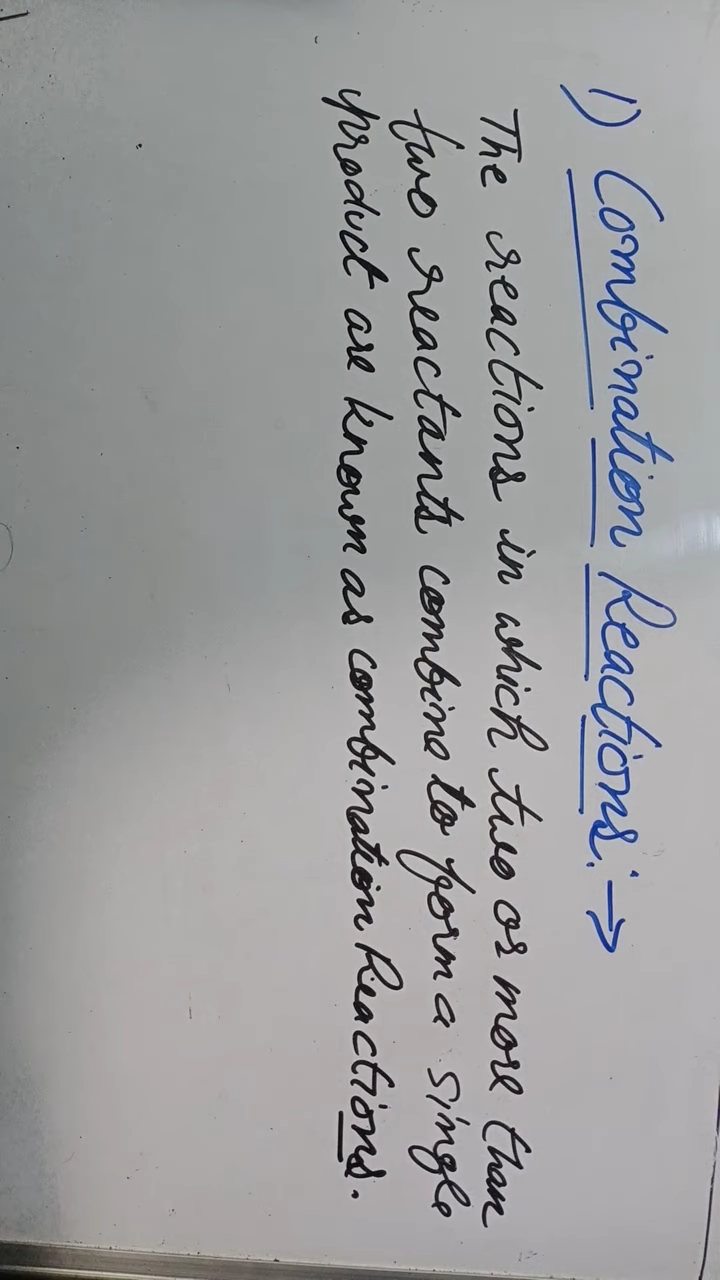 1) Combination Reactions :→
The reactions in which two or more than
two reactants combine to form a single
product are known as combination Reactions.